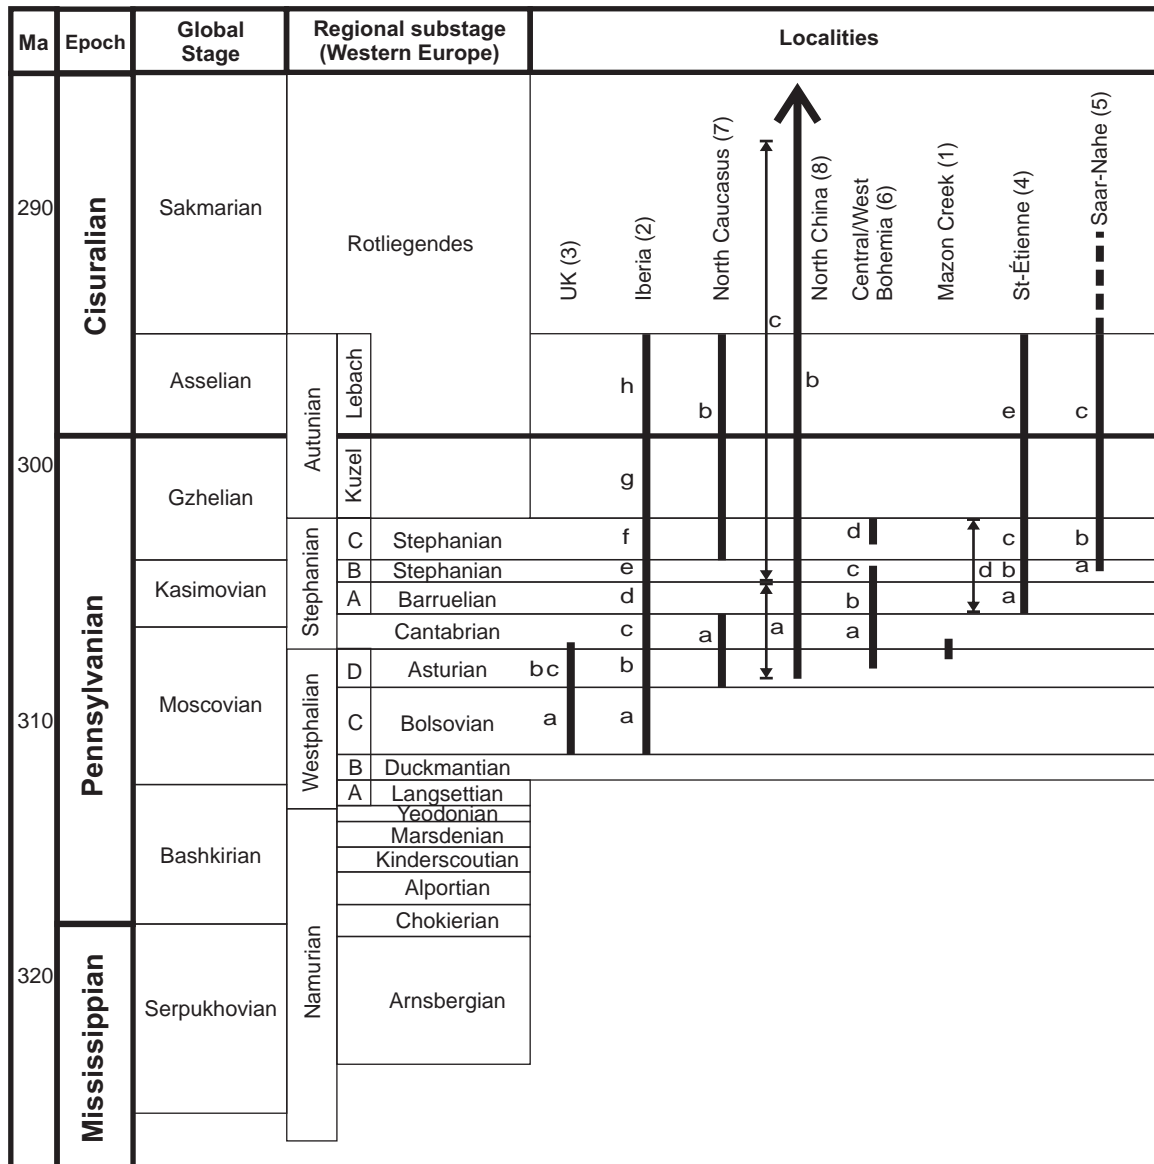 Ma
Epoch
Global
Stage
Regional substage
(Western Europe)
Localities
290
300
310
320
Cisuralian
Pennsylvanian
Mississippian
Sakmarian
Asselian
Gzhelian
Kasimovian
Moscovian
Bashkirian
Serpukhovian
Rotliegendes
Autunian
Lebach
Kuzel
Stephanian
C
Stephanian
B
Stephanian
A
Barruelian
Cantabrian
Westphalian
D
Asturian
C
Bolsovian
B
Duckmantian
A
Langsettian
Namurian
Yeodonian
Marsdenian
Kinderscoutian
Alportian
Chokierian
Arnsbergian
UK (3)
b c
a
Iberia (2)
h
g
f
e
d
c
b
a
North Caucasus (7)
b
a
North China (8)
c
b
a
Central/West
Bohemia (6)
d
c
b
a
Mazon Creek (1)
St-Étienne (4)
e
c
d b
a
Saar-Nahe (5)
c
b
a